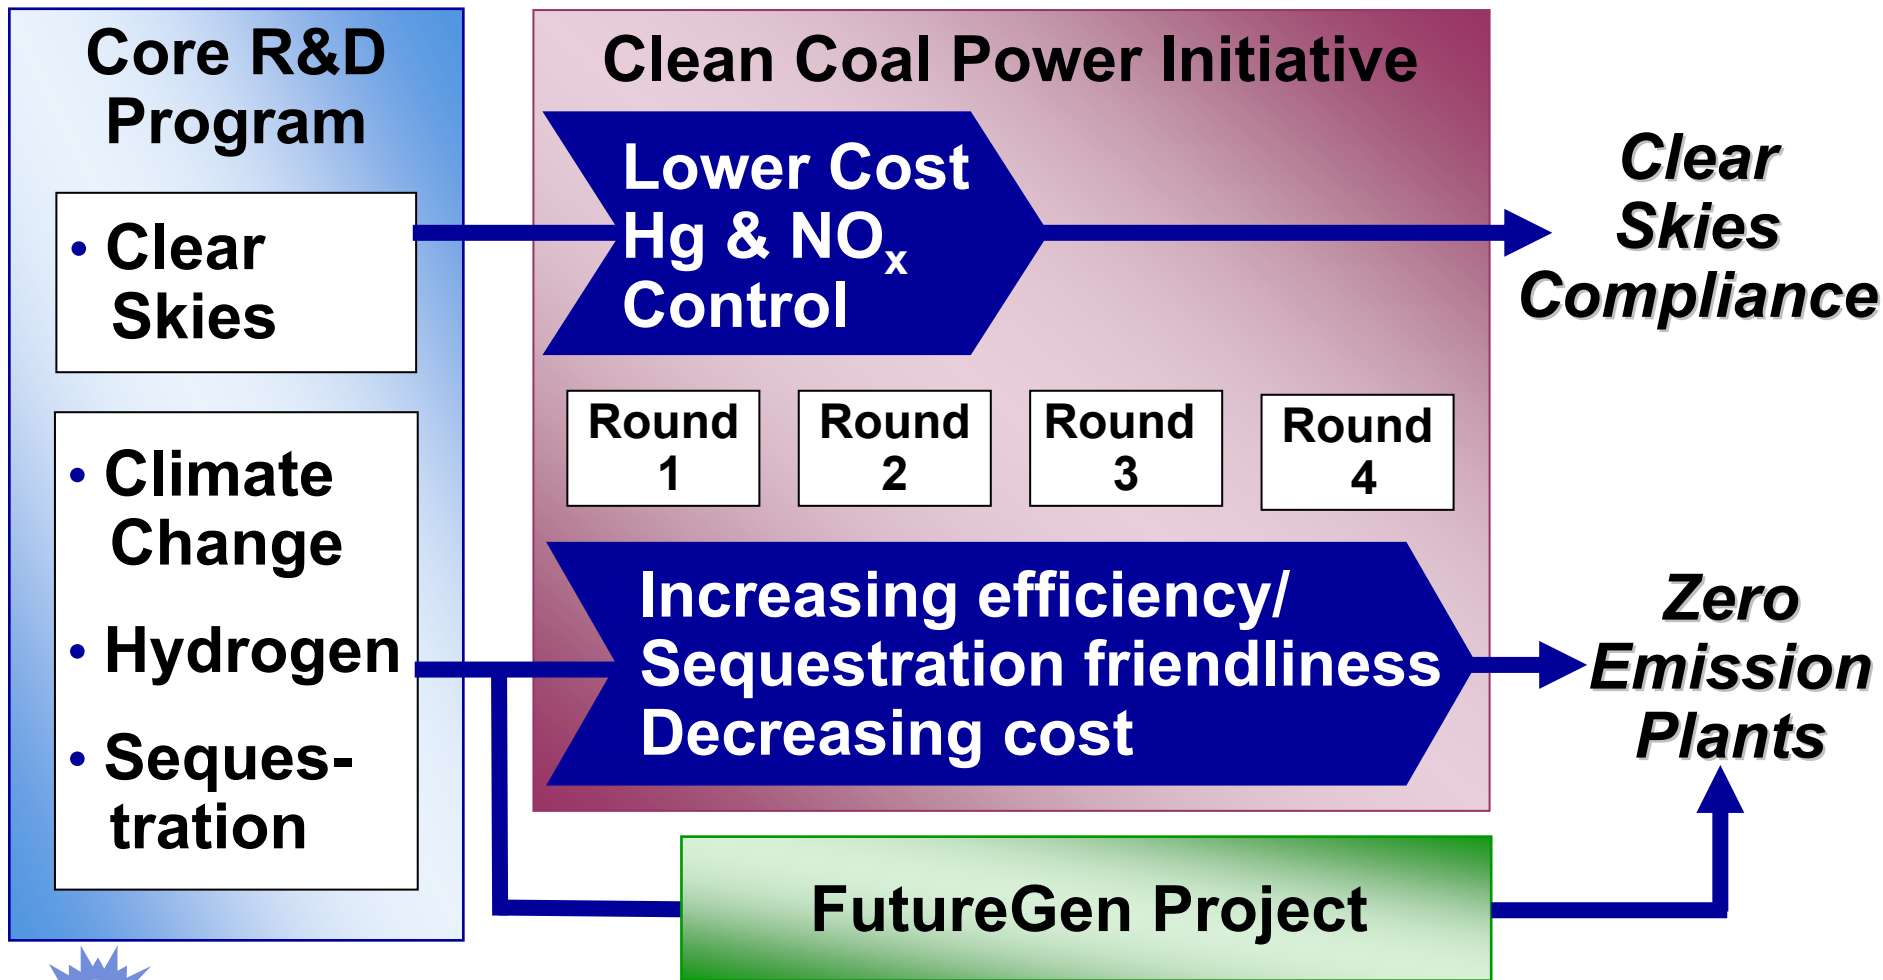 Core R&D
Program
• Clear
Skies
• Climate
Change
• Hydrogen
• Seques-
tration
Clean Coal Power Initiative
Lower Cost
Hg & NOₓ
Control
Round
1
Round
2
Round
3
Round
4
Increasing efficiency/
Sequestration friendliness
Decreasing cost
FutureGen Project
Clear
Skies
Compliance
Zero
Emission
Plants